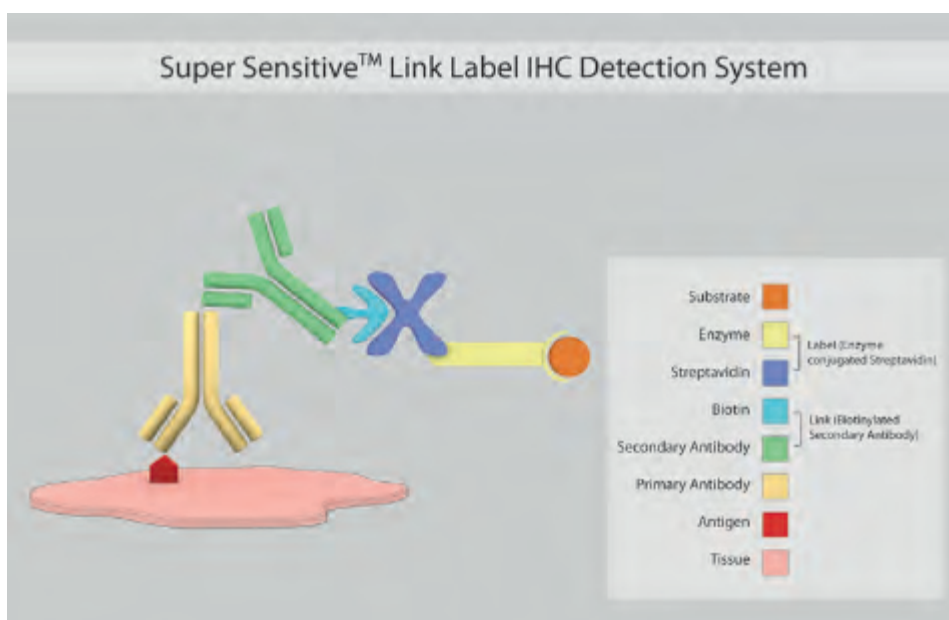 Super Sensitive™ Link Label IHC Detection System
Substrate
Enzyme
Label (Enzyme
conjugated Streptavidin)
Streptavidin
Biotin
Link (Biotinylated
Secondary Antibody)
Secondary Antibody
Primary Antibody
Antigen
Tissue